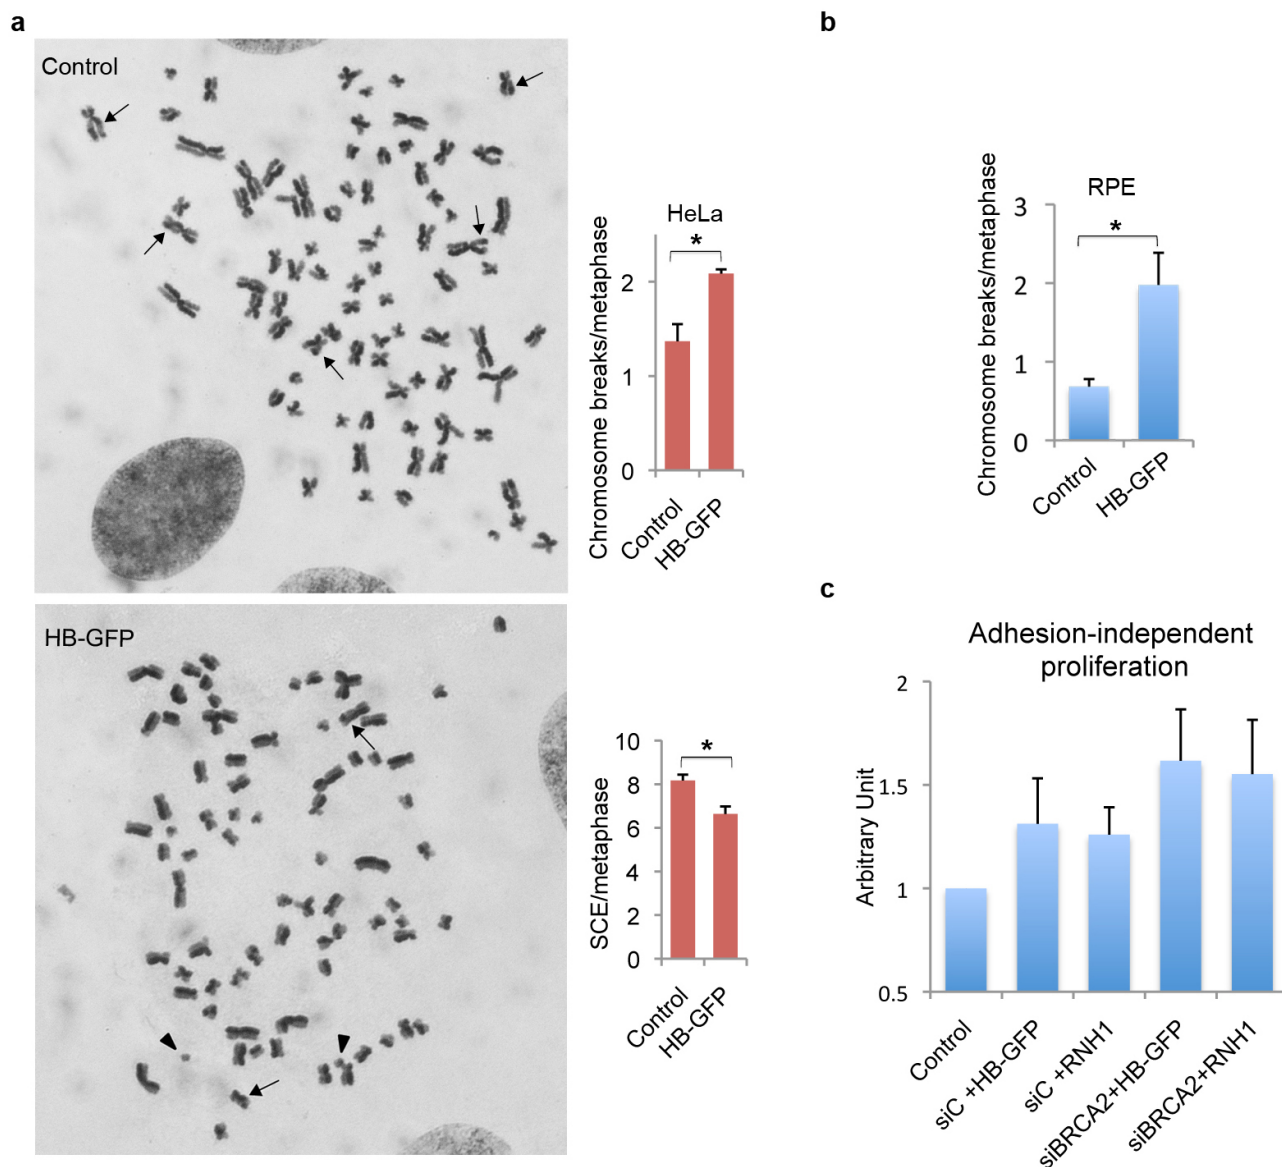 a
Control
HeLa
*
Chromosome breaks/metaphase
2
1
0
Control
HB-GFP
HB-GFP
*
SCE/metaphase
10
8
6
4
2
0
Control
HB-GFP
b
RPE
*
Chromosome breaks/metaphase
3
2
1
0
Control
HB-GFP
c
Adhesion-independent
proliferation
Arbitrary Unit
2
1.5
1
0.5
Control
siC +HB-GFP
siC +RNH1
siBRCA2+HB-GFP
siBRCA2+RNH1